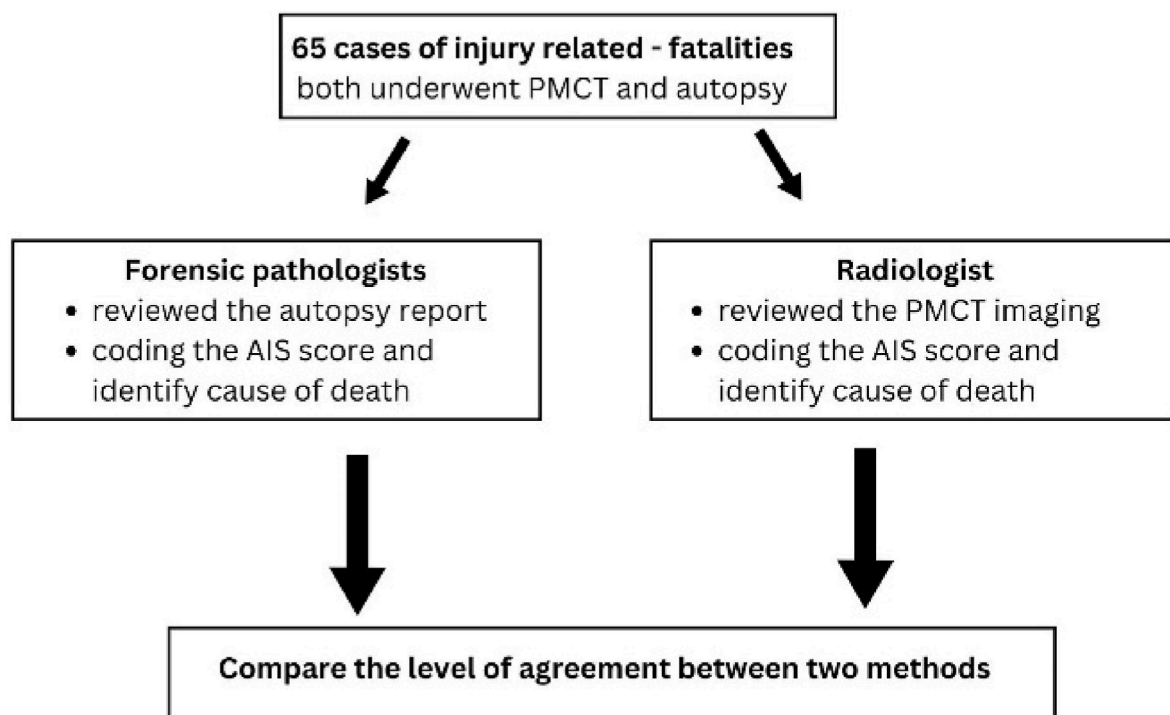 65 cases of injury related - fatalities
both underwent PMCT and autopsy
Forensic pathologists
• reviewed the autopsy report
• coding the AIS score and
identify cause of death
Radiologist
• reviewed the PMCT imaging
• coding the AIS score and
identify cause of death
Compare the level of agreement between two methods